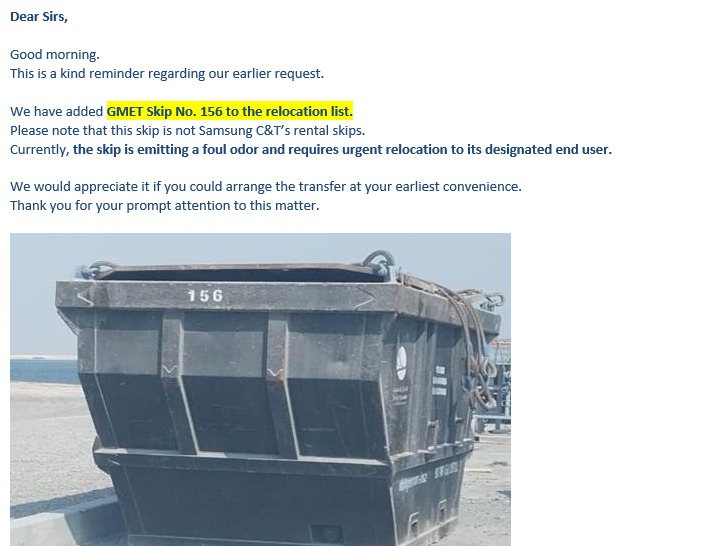 Dear Sirs,
Good morning.
This is a kind reminder regarding our earlier request.
We have added GMET Skip No. 156 to the relocation list.
Please note that this skip is not Samsung C&T’s rental skips.
Currently, the skip is emitting a foul odor and requires urgent relocation to its designated end user.
We would appreciate it if you could arrange the transfer at your earliest convenience.
Thank you for your prompt attention to this matter.
156